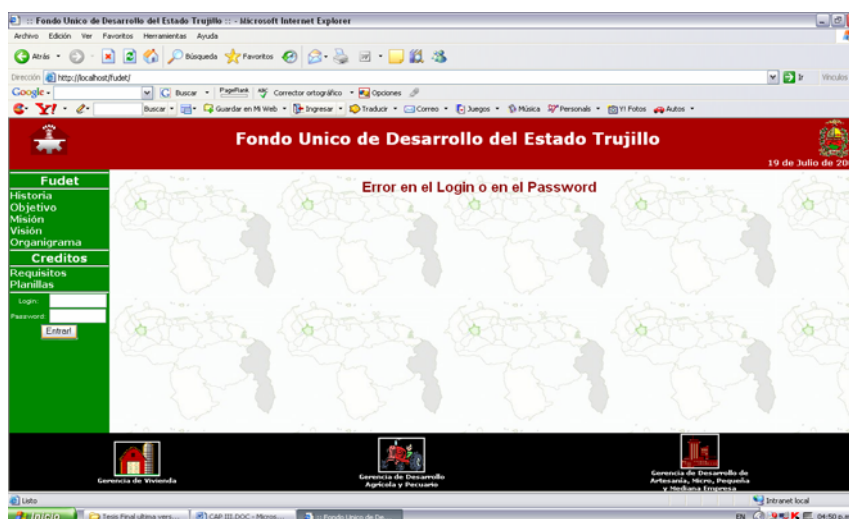 :: Fondo Unico de Desarrollo del Estado Trujillo :: - Microsoft Internet Explorer
Archivo Edición Ver Favoritos Herramientas Ayuda
Atrás Búsqueda Favoritos
Dirección http://localhost/fudet/ Ir Vínculos
Google Buscar PageRank Corrector ortográfico Opciones
Y! Buscar Guardar en Mi Web Ingresar Traducir Correo Juegos Música Personals Y! Fotos Autos
Fondo Unico de Desarrollo del Estado Trujillo
19 de Julio de 20
Fudet
Historia
Objetivo
Misión
Visión
Organigrama
Creditos
Requisitos
Planillas
Login:
Password:
Entrar!
Error en el Login o en el Password
Gerencia de Vivienda
Gerencia de Desarrollo
Agrícola y Pecuario
Gerencia de Desarrollo de
Artesanía, Micro, Pequeña
y Mediana Empresa
Listo Intranet local
Inicio Tesis Final ultima vers... CAP III.DOC - Micros... :: Fondo Unico de De... EN 04:50 p.m